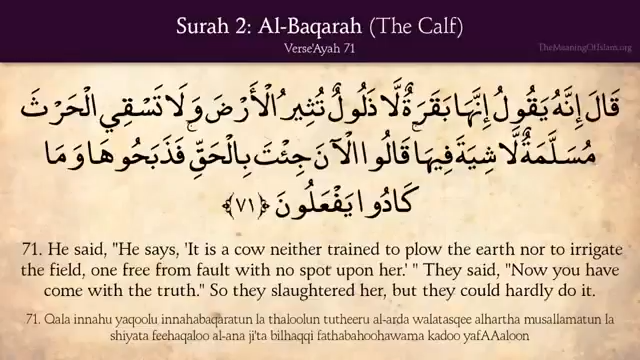 Surah 2: Al-Baqarah (The Calf)
Verse'Ayah 71
TheMeaningOfIslam.org
قَالَ إِنَّهُ يَقُولُ إِنَّهَا بَقَرَةٌ لَّا ذَلُولٌ تُثِيرُ الْأَرْضَ وَلَا تَسْقِي الْحَرْثَ
مُسَلَّمَةٌ لَّا شِيَةَ فِيهَا ۚ قَالُوا الْآنَ جِئْتَ بِالْحَقِّ ۚ فَذَبَحُوهَا وَمَا
كَادُوا يَفْعَلُونَ ﴿٧١﴾
71. He said, "He says, 'It is a cow neither trained to plow the earth nor to irrigate
the field, one free from fault with no spot upon her.' " They said, "Now you have
come with the truth." So they slaughtered her, but they could hardly do it.
71. Qala innahu yaqoolu innahabaqaratun la thaloolun tutheeru al-arda walatasqee alhartha musallamatun la
shiyata feehaqaloo al-ana ji'ta bilhaqqi fathabahoohawama kadoo yafAAaloon